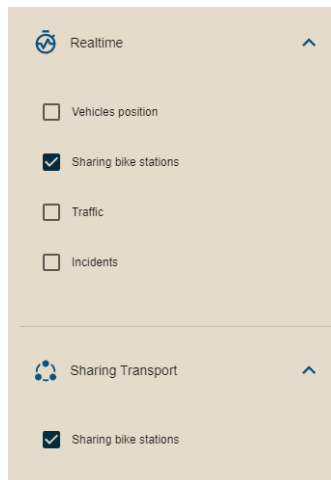 Realtime
Vehicles position
Sharing bike stations
Traffic
Incidents
Sharing Transport
Sharing bike stations